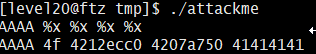 [level20@ftz tmp]$ ./attackme
AAAA %x %x %x %x
AAAA 4f 4212ecc0 4207a750 41414141